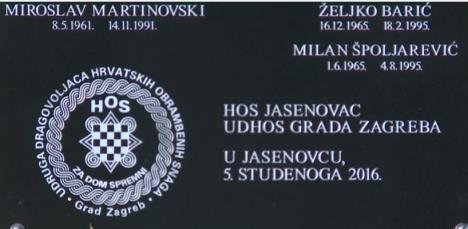 MIROSLAV MARTINOVSKI
8.5.1961. 14.11.1991.
ŽELJKO BARIĆ
16.12.1965. 18.2.1995.
MILAN ŠPOLJAREVIĆ
1.6.1965. 4.8.1995.
UDRUGA DRAGOVOLJACA HRVATSKIH OBRAMBENIH SNAGA
HOS
ZA DOM SPREMNI
• Grad Zagreb •
HOS JASENOVAC
UDHOS GRADA ZAGREBA
U JASENOVCU,
5. STUDENOGA 2016.